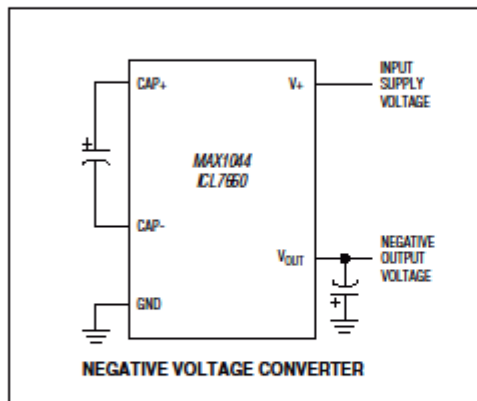 CAP+
V+
INPUT
SUPPLY
VOLTAGE
+
MAX1044
ICL7660
CAP-
VOUT
NEGATIVE
OUTPUT
VOLTAGE
GND
+
NEGATIVE VOLTAGE CONVERTER